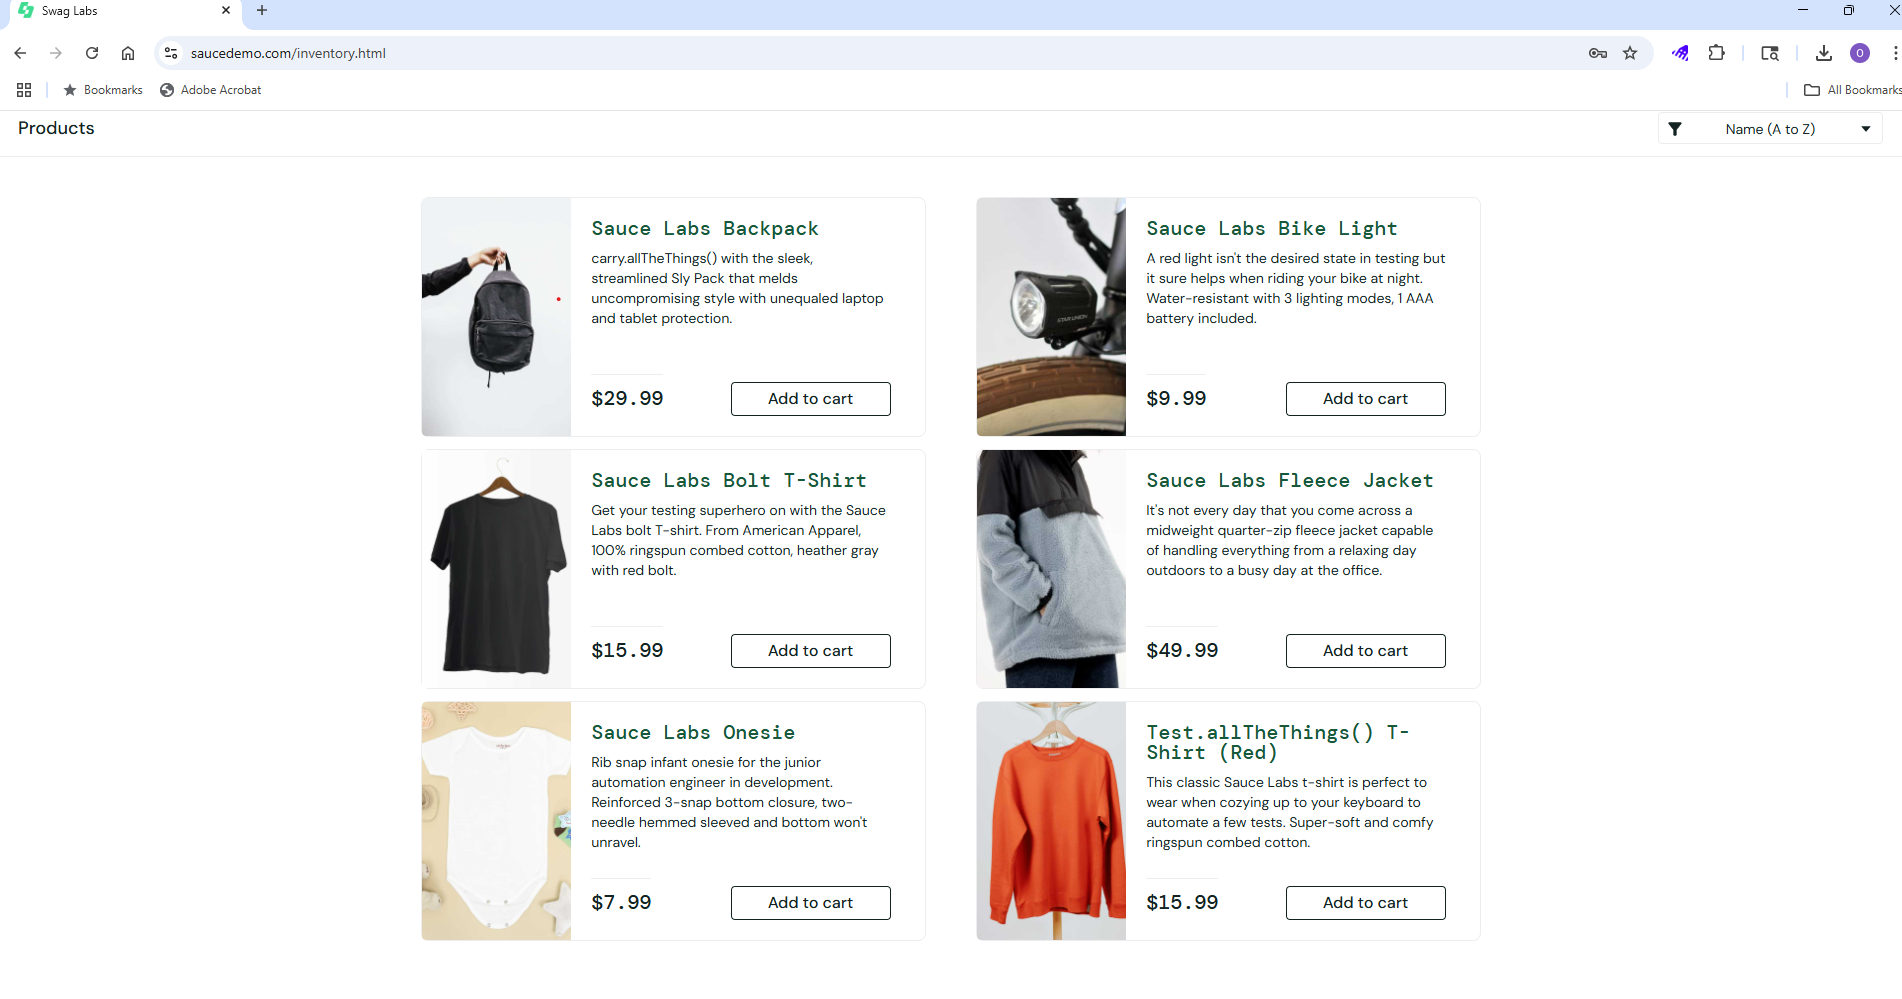 Swag Labs
saucedemo.com/inventory.html
O
Bookmarks
Adobe Acrobat
All Bookmarks
Products
Name (A to Z)
Sauce Labs Backpack
carry.allTheThings() with the sleek,
streamlined Sly Pack that melds
uncompromising style with unequaled laptop
and tablet protection.
$29.99
Add to cart
Sauce Labs Bike Light
A red light isn't the desired state in testing but
it sure helps when riding your bike at night.
Water-resistant with 3 lighting modes, 1 AAA
battery included.
$9.99
Add to cart
Sauce Labs Bolt T-Shirt
Get your testing superhero on with the Sauce
Labs bolt T-shirt. From American Apparel,
100% ringspun combed cotton, heather gray
with red bolt.
$15.99
Add to cart
Sauce Labs Fleece Jacket
It's not every day that you come across a
midweight quarter-zip fleece jacket capable
of handling everything from a relaxing day
outdoors to a busy day at the office.
$49.99
Add to cart
Sauce Labs Onesie
Rib snap infant onesie for the junior
automation engineer in development.
Reinforced 3-snap bottom closure, two-
needle hemmed sleeved and bottom won't
unravel.
$7.99
Add to cart
Test.allTheThings() T-
Shirt (Red)
This classic Sauce Labs t-shirt is perfect to
wear when cozying up to your keyboard to
automate a few tests. Super-soft and comfy
ringspun combed cotton.
$15.99
Add to cart